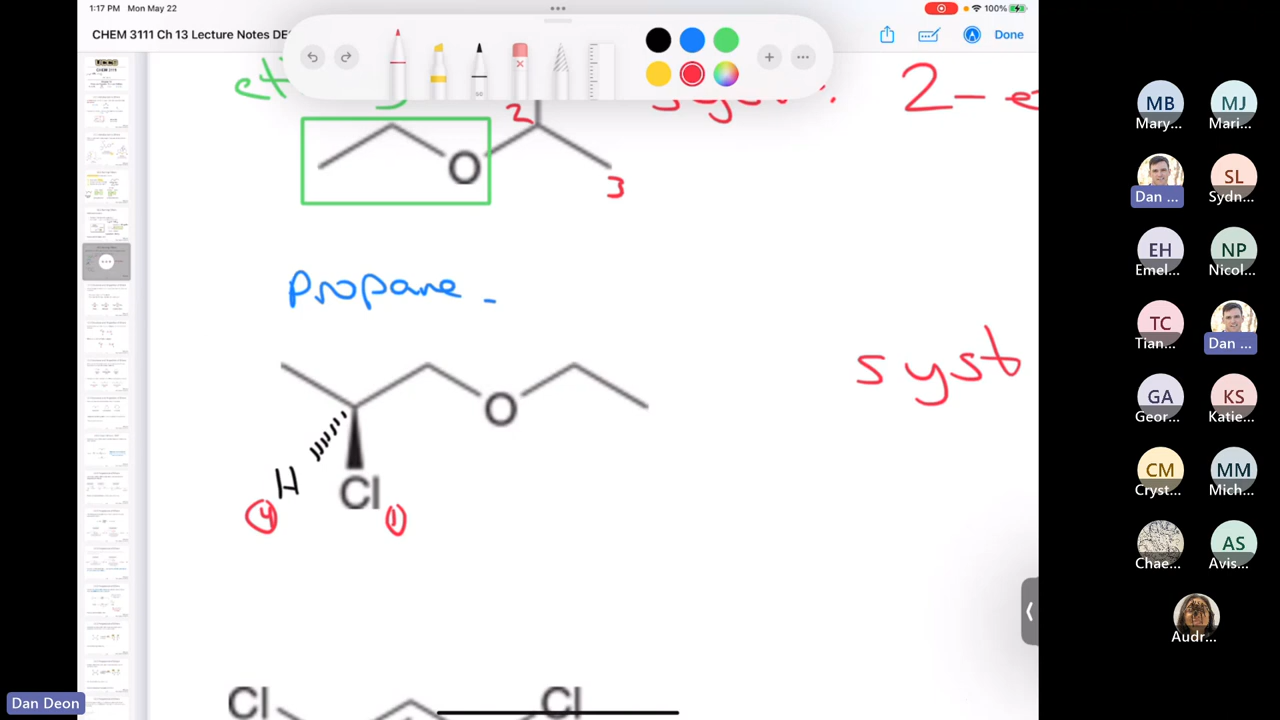 1:17 PM Mon May 22
100%
CHEM 3111 Ch 13 Lecture Notes DE
Done
2
2-e
O
3
Propane -
syst
O
H
Cl
4
1
Cl
Cl
MB
Mary...
MJ
Mari...
Dan ...
SL
Sydn...
EH
Emel...
NP
Nicol...
TC
Tian...
Dan ...
GA
Geor...
KS
Katie...
CM
Cryst...
MM
Mich...
Chae...
AS
Avis...
Audr...
Dan Deon